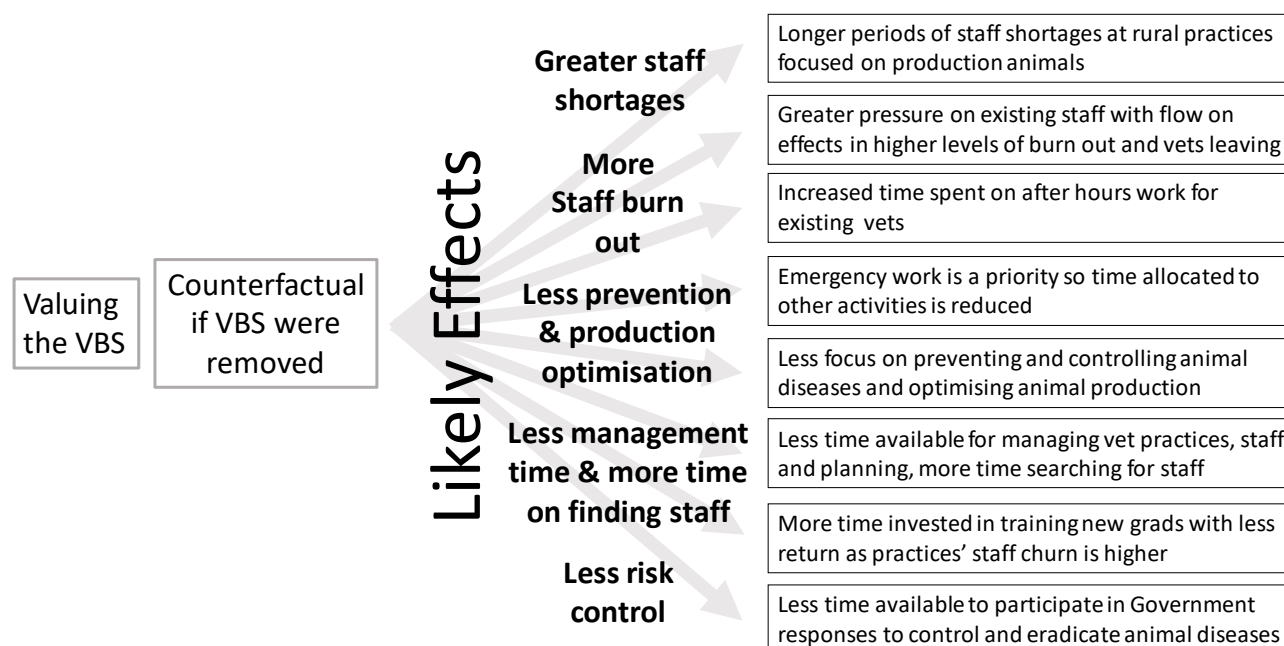 Valuing
the VBS
Counterfactual
if VBS were
removed
Likely Effects
Greater staff
shortages
More
Staff burn
out
Less prevention
& production
optimisation
Less management
time & more time
on finding staff
Less risk
control
Longer periods of staff shortages at rural practices
focused on production animals
Greater pressure on existing staff with flow on
effects in higher levels of burn out and vets leaving
Increased time spent on after hours work for
existing vets
Emergency work is a priority so time allocated to
other activities is reduced
Less focus on preventing and controlling animal
diseases and optimising animal production
Less time available for managing vet practices, staff
and planning, more time searching for staff
More time invested in training new grads with less
return as practices' staff churn is higher
Less time available to participate in Government
responses to control and eradicate animal diseases